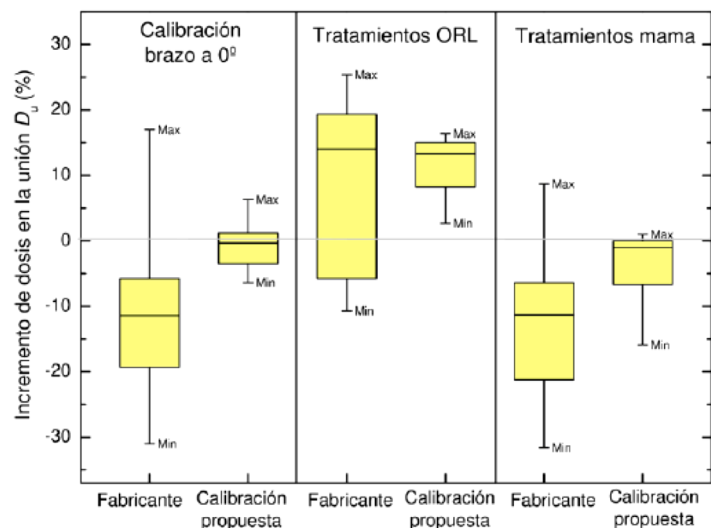 Calibración
brazo a 0º
Tratamientos ORL
Tratamientos mama
Incremento de dosis en la unión Du (%)
30
20
10
0
-10
-20
-30
Max
Min
Max
Min
Max
Min
Max
Min
Max
Min
Max
Min
Fabricante
Calibración
propuesta
Fabricante
Calibración
propuesta
Fabricante
Calibración
propuesta